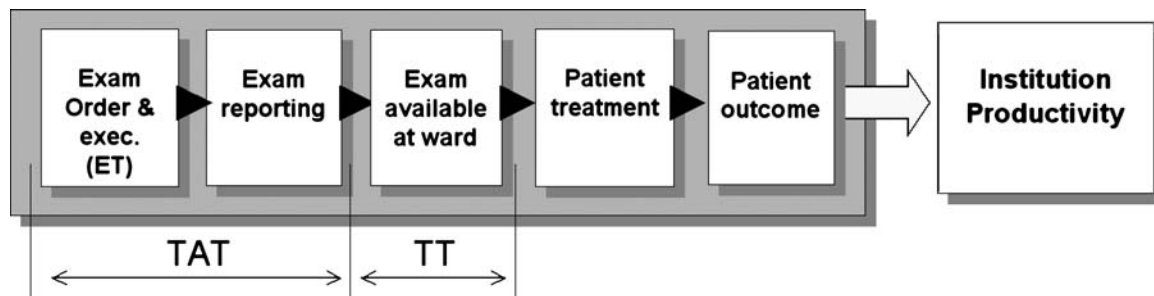 Exam
Order &
exec.
(ET)
Exam
reporting
Exam
available
at ward
Patient
treatment
Patient
outcome
Institution
Productivity
TAT
TT